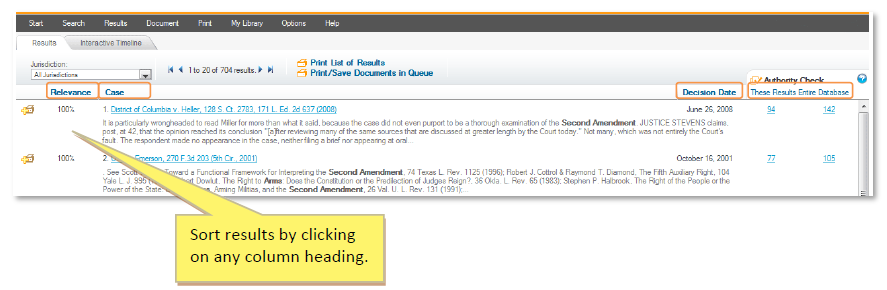 Start Search Results Document Print My Library Options Help
Results Interactive Timeline
Jurisdiction:
All Jurisdictions
1 to 20 of 704 results.
Print List of Results
Print/Save Documents in Queue
Authority Check
Relevance Case Decision Date These Results Entire Database
100% 1. District of Columbia v. Heller, 128 S. Ct. 2783, 171 L. Ed. 2d 637 (2008) June 26, 2008 94 142
It is particularly wrongheaded to read Miller for more than what it said, because the case did not even purport to be a thorough examination of the Second Amendment. JUSTICE STEVENS claims,
post, at 42, that the opinion reached its conclusion "[a]fter reviewing many of the same sources that are discussed at greater length by the Court today." Not many, which was not entirely the Court's
fault. The respondent made no appearance in the case, neither filing a brief nor appearing at oral...
100% 2. Emerson, 270 F.3d 203 (5th Cir., 2001) October 16, 2001 77 105
. See Scot Toward a Functional Framework for Interpreting the Second Amendment, 74 Texas L. Rev. 1125 (1996); Robert J. Cottrol & Raymond T. Diamond, The Fifth Auxiliary Right, 104
Yale L. J. 995 Dowlut, The Right to Arms: Does the Constitution or the Predilection of Judges Reign?, 36 Okla. L. Rev. 65 (1983); Stephen P. Halbrook, The Right of the People or the
Power of the State: Arming Militias, and the Second Amendment, 26 Val. U. L. Rev. 131 (1991);...
Sort results by clicking
on any column heading.